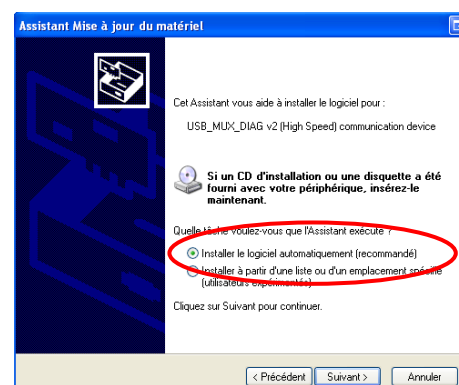 Assistant Mise à jour du matériel
Cet Assistant vous aide à installer le logiciel pour :
USB_MUX_DIAG v2 (High Speed) communication device
Si un CD d'installation ou une disquette a été
fourni avec votre périphérique, insérez-le
maintenant.
Quelle tâche voulez-vous que l'Assistant exécute ?
Installer le logiciel automatiquement (recommandé)
Installer à partir d'une liste ou d'un emplacement spécifié
(utilisateurs expérimentés)
Cliquez sur Suivant pour continuer.
< Précédent
Suivant >
Annuler